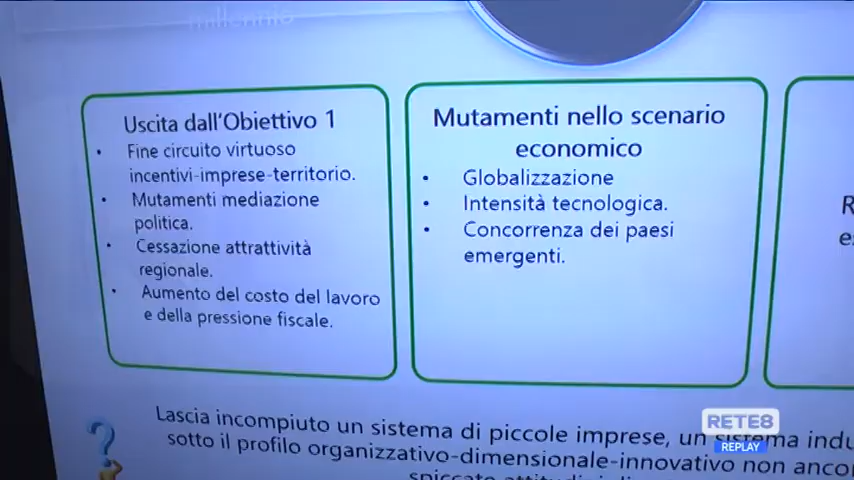 millennio
Uscita dall'Obiettivo 1
• Fine circuito virtuoso
incentivi-imprese-territorio.
• Mutamenti mediazione
politica.
• Cessazione attrattività
regionale.
• Aumento del costo del lavoro
e della pressione fiscale.
Mutamenti nello scenario
economico
• Globalizzazione
• Intensità tecnologica.
• Concorrenza dei paesi
emergenti.
Lascia incompiuto un sistema di piccole imprese, un sistema
sotto il profilo organizzativo-dimensionale-innovativo non
RETE8
REPLAY